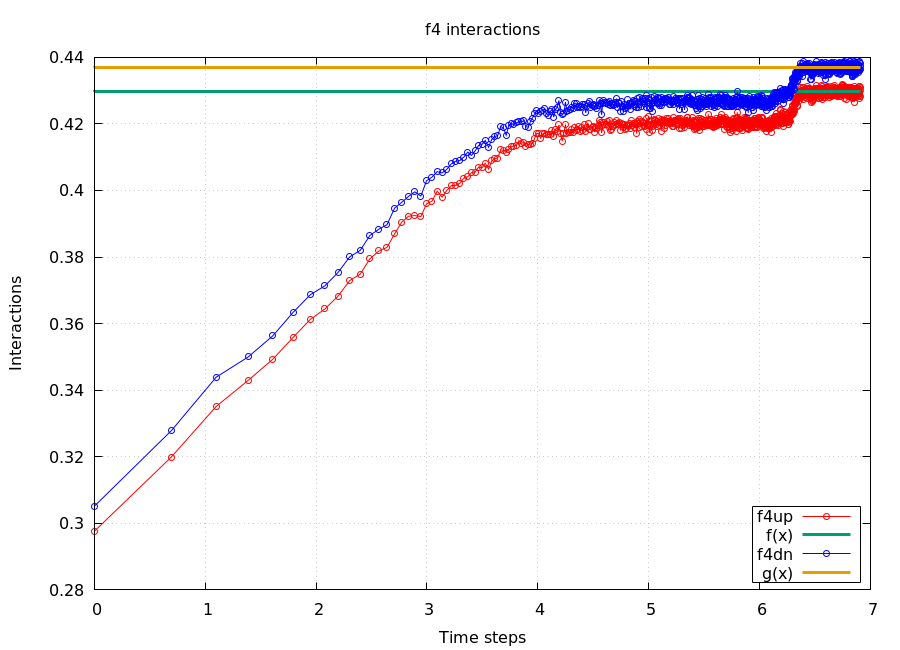 f4 interactions
0.44
0.42
0.4
0.38
0.36
0.34
0.32
0.3
0.28
Interactions
0 1 2 3 4 5 6 7
Time steps
f4up
f(x)
f4dn
g(x)